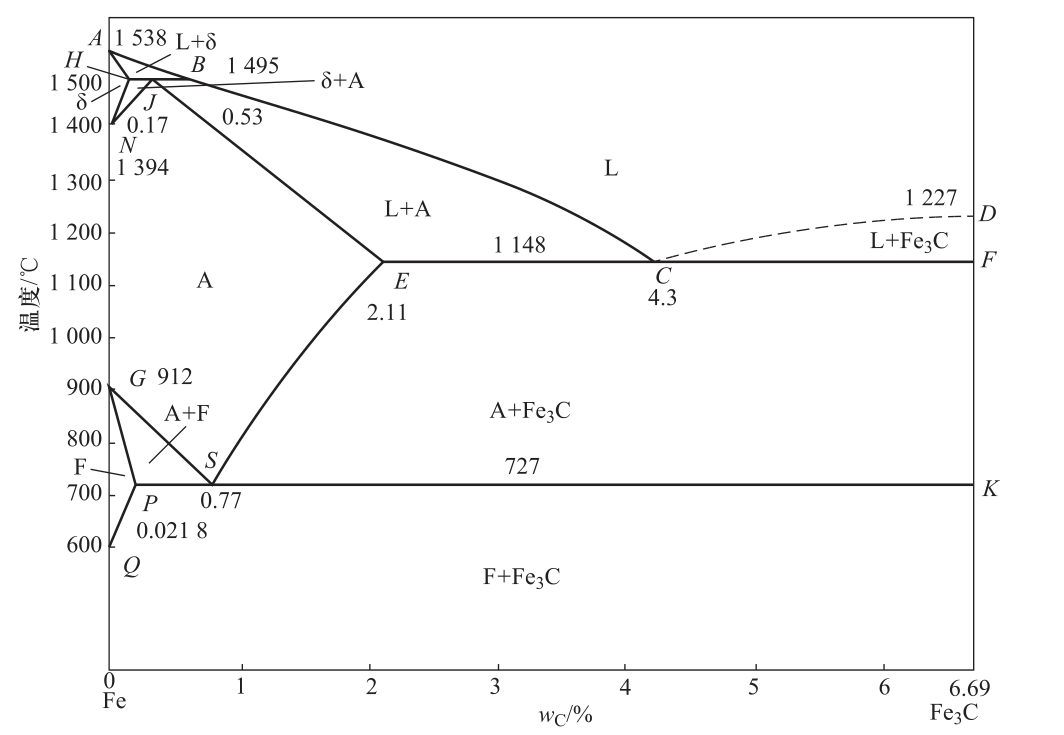 A 1 538
L+δ
H
B
1 495
1 500
δ+A
δ
J
0.53
1 400
0.17
N
1 394
L
1 300
1 227
L+A
D
1 200
1 148
L+Fe₃C
F
A
E
C
1 100
4.3
2.11
温度/℃
1 000
G 912
900
A+F
A+Fe₃C
800
S
727
F
700
P
0.77
K
0.021 8
600
Q
F+Fe₃C
0 1 2 3 4 5 6 6.69
Fe
w_C/%
Fe₃C